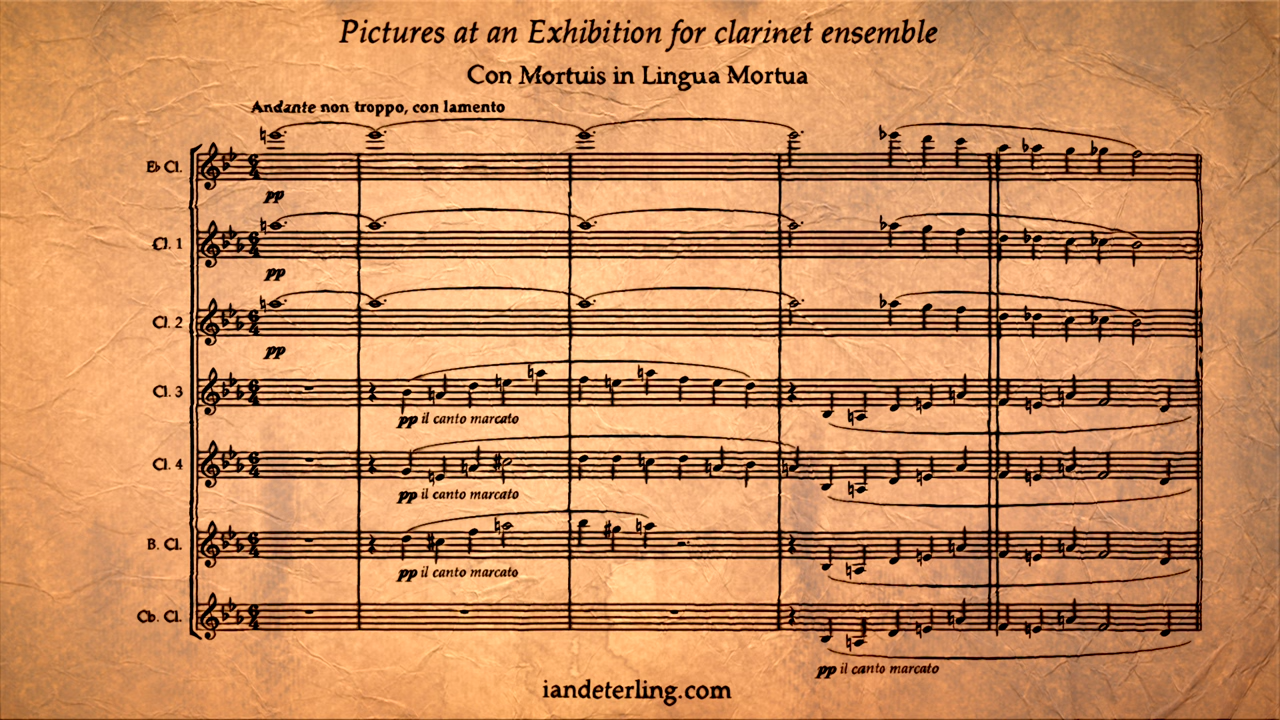 Pictures at an Exhibition for clarinet ensemble
Con Mortuis in Lingua Mortua
Andante non troppo, con lamento
E♭ Cl.
pp
Cl. 1
pp
Cl. 2
pp
Cl. 3
pp il canto marcato
Cl. 4
pp il canto marcato
B. Cl.
pp il canto marcato
Cb. Cl.
pp il canto marcato
iandeterling.com